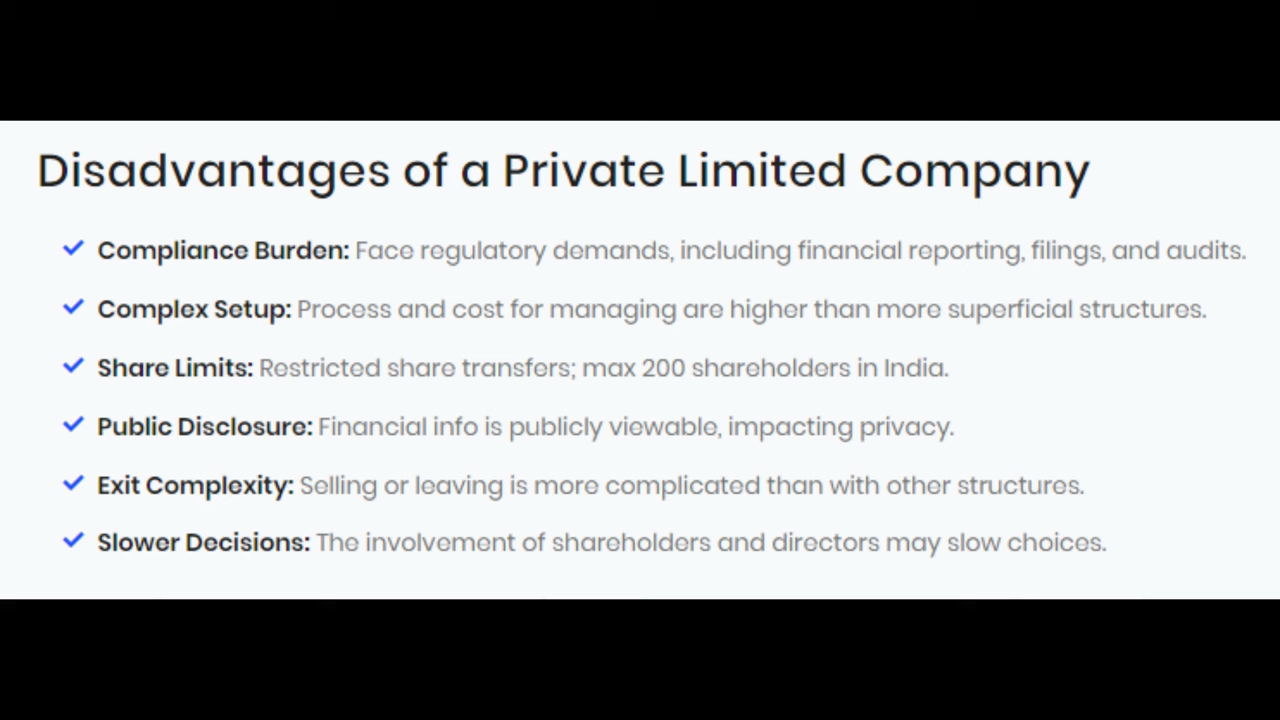 Disadvantages of a Private Limited Company
Compliance Burden: Face regulatory demands, including financial reporting, filings, and audits.
Complex Setup: Process and cost for managing are higher than more superficial structures.
Share Limits: Restricted share transfers; max 200 shareholders in India.
Public Disclosure: Financial info is publicly viewable, impacting privacy.
Exit Complexity: Selling or leaving is more complicated than with other structures.
Slower Decisions: The involvement of shareholders and directors may slow choices.